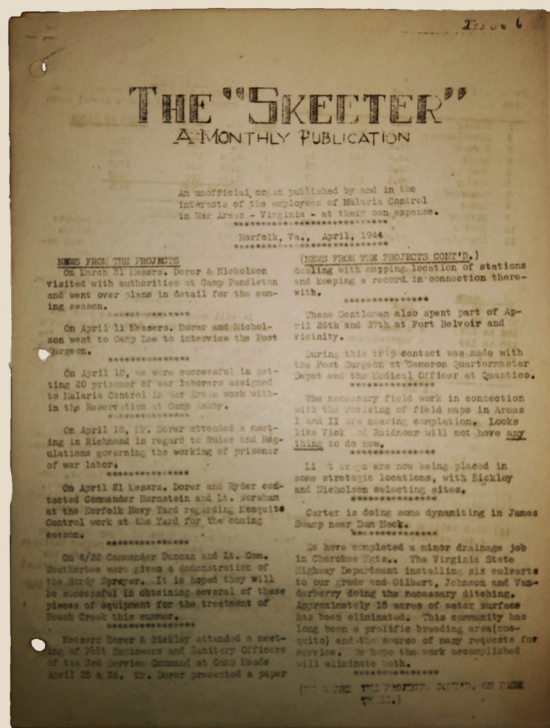 Issue 6
THE "SKEETER"
A MONTHLY PUBLICATION
An unofficial organ published by and in the
interests of the employees of Malaria Control
in War Areas - Virginia - at their own expense.
Norfolk, Va., April, 1944
NEWS FROM THE PROJECTS
On March 31 Messrs. Dorer & Nicholson
visited with authorities at Camp Pendleton
and went over plans in detail for the com-
ing season.
On April 11 Messrs. Dorer and Nichol-
son went to Camp Lee to interview the Post
Surgeon.
On April 18, we were successful in get-
ting 20 prisoner of war laborers assigned
to Malaria Control in War Areas work with-
in the Reservation at Camp Ashby.
On April 18, Mr. Dorer attended a meet-
ing in Richmond in regard to Rules and Reg-
ulations governing the working of prisoner
of war labor.
On April 21 Messrs. Dorer and Ryder con-
tacted Commander Hornstein and Lt.
at the Norfolk Navy Yard regarding Mosquito
Control work at the Yard for the coming
season.
On 4/22 Commander Duncan and Lt. Com.
Weatherbee were given a demonstration of
the Hardy Sprayer. It is hoped they will
be successful in obtaining several of these
pieces of equipment for the treatment of
Deush Creek this summer.
Messrs Dorer & Bickley attended a meet-
ing of Post Engineers and Sanitary Officers
of the 3rd Service Command at Camp Meade
April 25 & 26. Mr. Dorer presented a paper
(NEWS FROM THE PROJECTS CONT'D.)
dealing with mapping location of stations
and keeping a record in connection there-
with.
These Gentlemen also spent part of Ap-
ril 26th and 27th at Fort Belvoir and
vicinity.
During this trip contact was made with
the Post Surgeon at Cameron Quartermaster
Depot and the Medical Officer at Quantico.
The necessary field work in connection
with the revising of field maps in Areas
I and II are nearing completion. Looks
like Vick and Raidnour will not have any
thing to do now.
Light traps are now being placed in
some strategic locations, with Bickley
and Nicholson selecting sites.
Carter is doing some dynamiting in James
Swamp near Dam Neck.
We have completed a minor drainage job
in Cherokee Hgts.. The Virginia State
Highway Department installing six culverts
to our grade and Gilbert, Johnson and Van-
derberry doing the necessary ditching.
Approximately 15 acres of water surface
has been eliminated. This community has
long been a prolific breeding area(mos-
quito) and the source of many requests for
service. We hope the work accomplished
will eliminate both.
(NEWS FROM THE PROJECTS CONT'D. ON PAGE